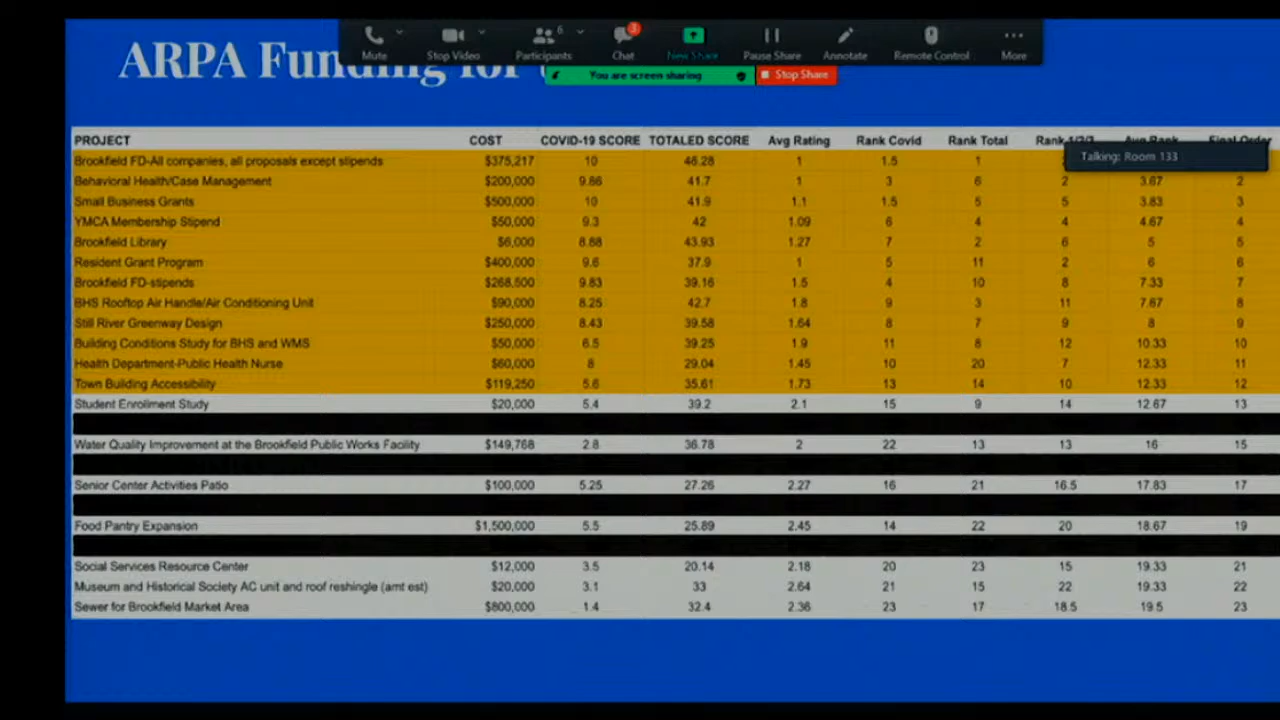 Mute Stop Video Participants 6 Chat 3 New Share Pause Share Annotate Remote Control More
ARPA Funding for
You are screen sharing Stop Share
PROJECT COST COVID-19 SCORE TOTALED SCORE Avg Rating Rank Covid Rank Total Rank 1/2/3 Avg Rank Final Order
Talking: Room 133
Brookfield FD-All companies, all proposals except stipends $375,217 10 46.28 1 1.5 1
Behavioral Health/Case Management $200,000 9.86 41.7 1 3 6 2 3.67 2
Small Business Grants $500,000 10 41.9 1.1 1.5 5 5 3.83 3
YMCA Membership Stipend $50,000 9.3 42 1.09 6 4 4 4.67 4
Brookfield Library $6,000 8.88 43.93 1.27 7 2 6 5 5
Resident Grant Program $400,000 9.6 37.9 1 5 11 2 6 6
Brookfield FD-stipends $268,500 9.83 39.16 1.5 4 10 8 7.33 7
BHS Rooftop Air Handle/Air Conditioning Unit $90,000 8.25 42.7 1.8 9 3 11 7.67 8
Still River Greenway Design $250,000 8.43 39.58 1.64 8 7 9 8 9
Building Conditions Study for BHS and WMS $50,000 6.5 39.25 1.9 11 8 12 10.33 10
Health Department-Public Health Nurse $60,000 8 29.04 1.45 10 20 7 12.33 11
Town Building Accessibility $119,250 5.6 35.61 1.73 13 14 10 12.33 12
Student Enrollment Study $20,000 5.4 39.2 2.1 15 9 14 12.67 13
Water Quality Improvement at the Brookfield Public Works Facility $149,768 2.8 36.78 2 22 13 13 16 15
Senior Center Activities Patio $100,000 5.25 27.26 2.27 16 21 16.5 17.83 17
Food Pantry Expansion $1,500,000 5.5 25.89 2.45 14 22 20 18.67 19
Social Services Resource Center $12,000 3.5 20.14 2.18 20 23 15 19.33 21
Museum and Historical Society AC unit and roof reshingle (amt est) $20,000 3.1 33 2.64 21 15 22 19.33 22
Sewer for Brookfield Market Area $800,000 1.4 32.4 2.36 23 17 18.5 19.5 23